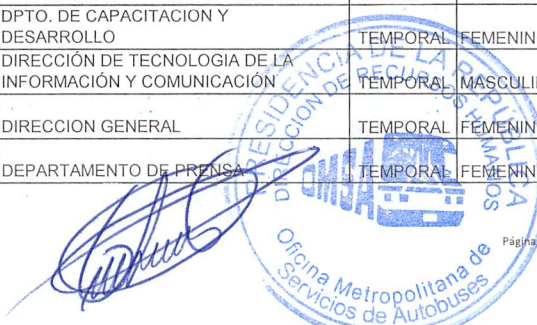 DPTO. DE CAPACITACION Y
DESARROLLO TEMPORAL FEMENIN
DIRECCIÓN DE TECNOLOGIA DE LA
INFORMACIÓN Y COMUNICACIÓN TEMPORAL MASCULI
DIRECCION GENERAL TEMPORAL FEMENIN
DEPARTAMENTO DE PRENSA TEMPORAL FEMENIN
PRESIDENCIA DE LA REPUBLICA
DIRECCION DE RECURSOS HUMANOS
OMSA
Página
Oficina Metropolitana de
Servicios de Autobuses